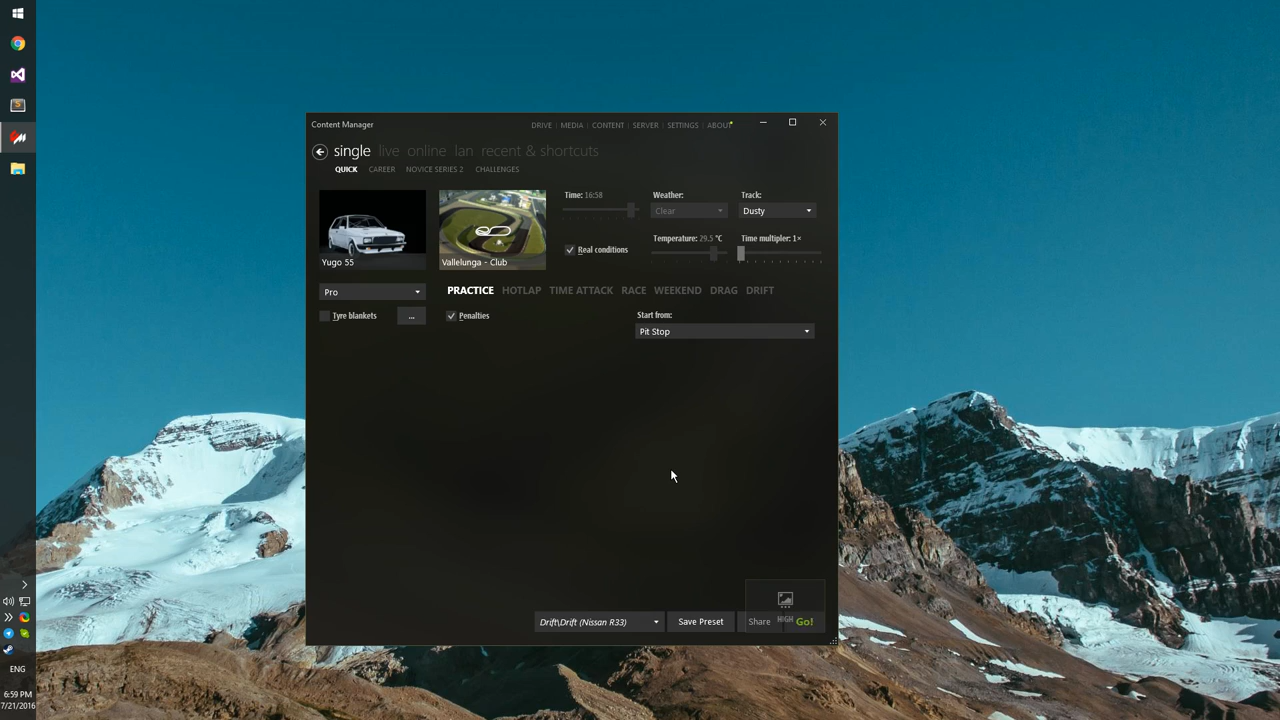 Content Manager
DRIVE
MEDIA
CONTENT
SERVER
SETTINGS
ABOUT
single live online lan recent & shortcuts
QUICK CAREER NOVICE SERIES 2 CHALLENGES
Time: 16:58
Weather:
Track:
Clear
Dusty
Real conditions
Temperature: 29.5 °C
Time multipler: 1×
Yugo 55
Vallelunga - Club
Pro
PRACTICE HOTLAP TIME ATTACK RACE WEEKEND DRAG DRIFT
Tyre blankets
...
Penalties
Start from:
Pit Stop
Drift\Drift (Nissan R33)
Save Preset
Share
HIGH
Go!
ENG
6:59 PM
7/21/2016